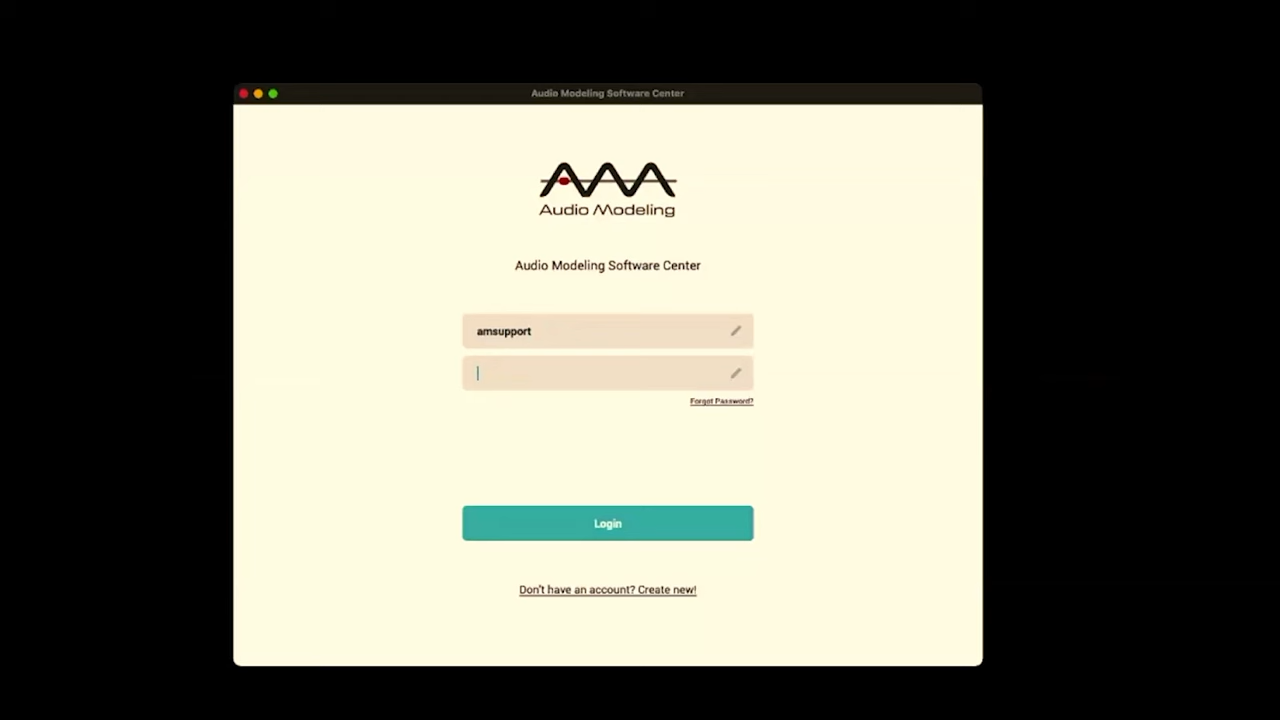 Audio Modeling Software Center
Audio Modeling
Audio Modeling Software Center
amsupport
Forgot Password?
Login
Don't have an account? Create new!